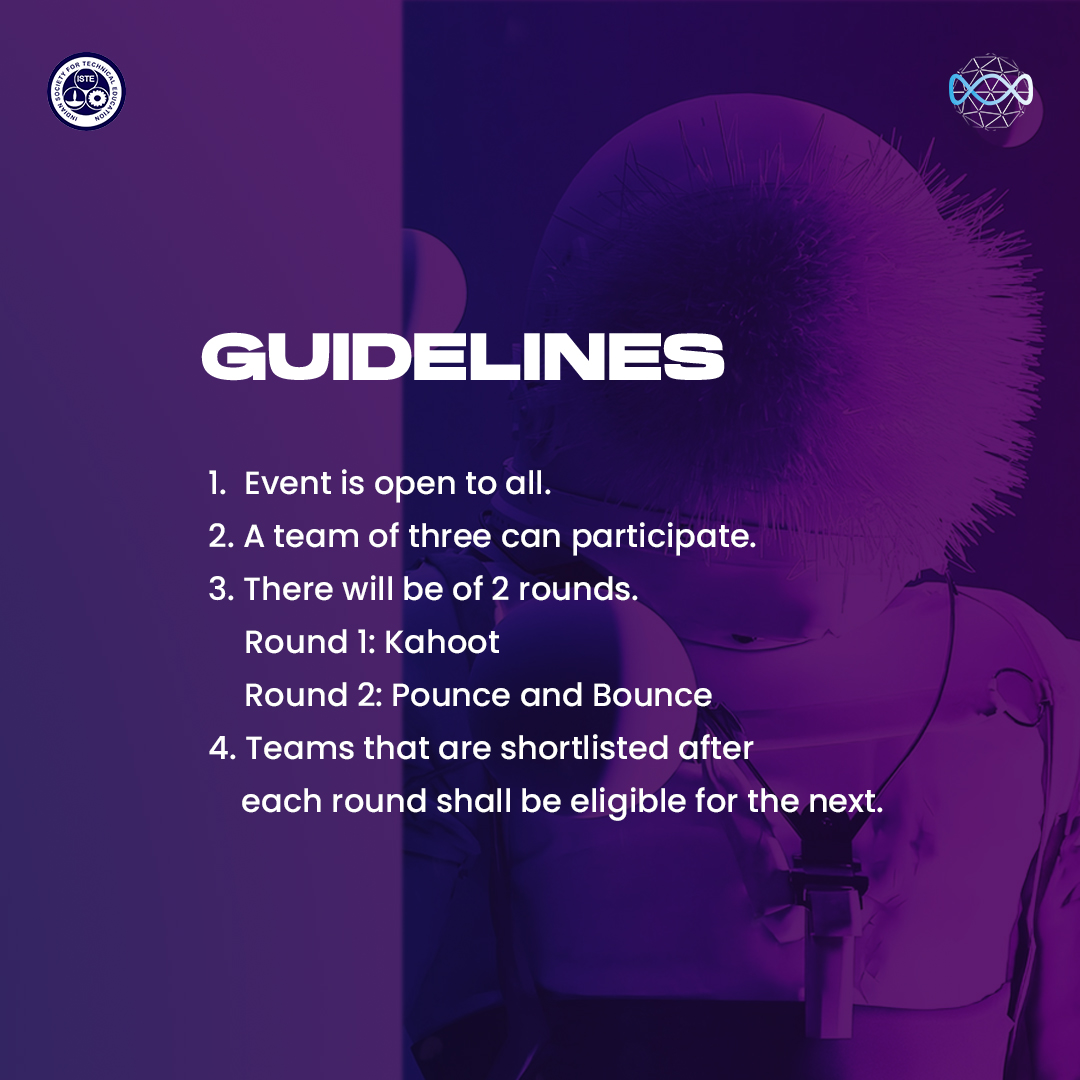 INDIAN SOCIETY FOR TECHNICAL EDUCATION
ISTE
GUIDELINES
1. Event is open to all.
2. A team of three can participate.
3. There will be of 2 rounds.
Round 1: Kahoot
Round 2: Pounce and Bounce
4. Teams that are shortlisted after
each round shall be eligible for the next.